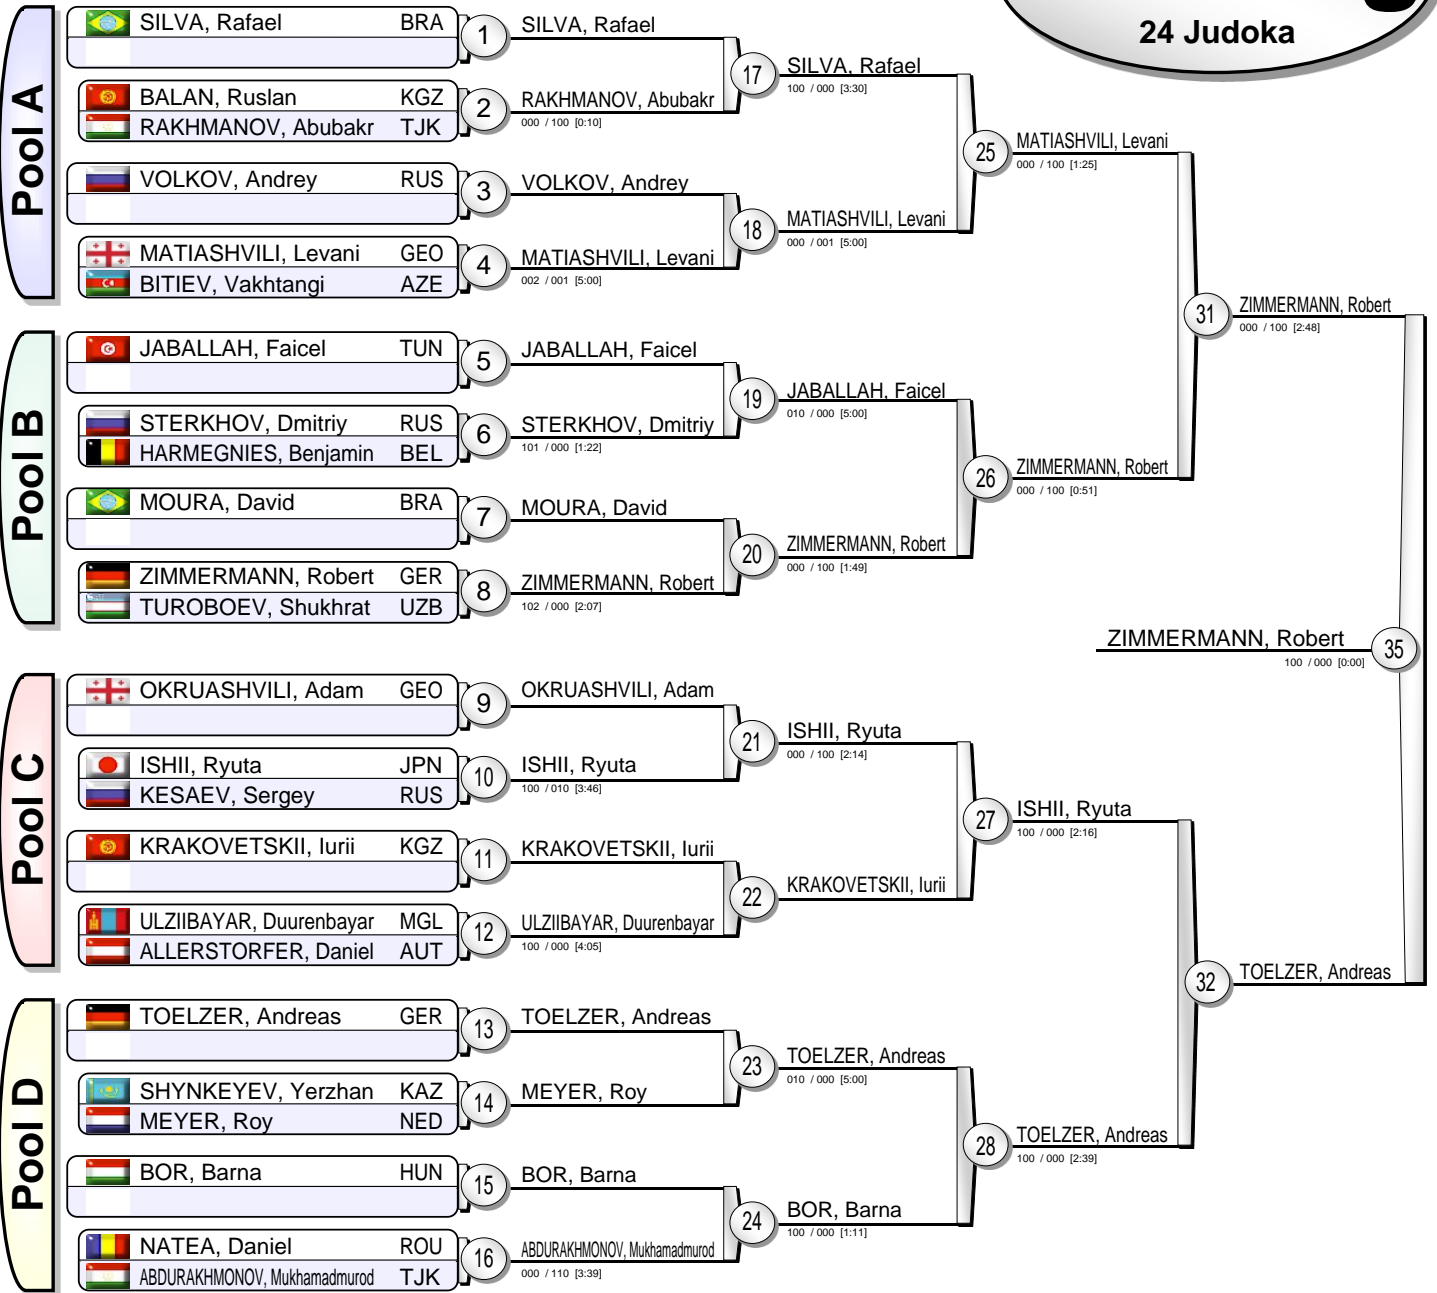 24 Judoka
Pool A
SILVA, Rafael BRA
1
SILVA, Rafael
BALAN, Ruslan KGZ
RAKHMANOV, Abubakr TJK
2
RAKHMANOV, Abubakr
000 / 100 [0:10]
17
SILVA, Rafael
100 / 000 [3:30]
VOLKOV, Andrey RUS
3
VOLKOV, Andrey
MATIASHVILI, Levani GEO
BITIEV, Vakhtangi AZE
4
MATIASHVILI, Levani
002 / 001 [5:00]
18
MATIASHVILI, Levani
000 / 001 [5:00]
25
MATIASHVILI, Levani
000 / 100 [1:25]
Pool B
JABALLAH, Faicel TUN
5
JABALLAH, Faicel
STERKHOV, Dmitriy RUS
HARMEGNIES, Benjamin BEL
6
STERKHOV, Dmitriy
101 / 000 [1:22]
19
JABALLAH, Faicel
010 / 000 [5:00]
MOURA, David BRA
7
MOURA, David
ZIMMERMANN, Robert GER
TUROBOEV, Shukhrat UZB
8
ZIMMERMANN, Robert
102 / 000 [2:07]
20
ZIMMERMANN, Robert
000 / 100 [1:49]
26
ZIMMERMANN, Robert
000 / 100 [0:51]
31
ZIMMERMANN, Robert
000 / 100 [2:48]
ZIMMERMANN, Robert
100 / 000 [0:00]
35
Pool C
OKRUASHVILI, Adam GEO
9
OKRUASHVILI, Adam
ISHII, Ryuta JPN
KESAEV, Sergey RUS
10
ISHII, Ryuta
100 / 010 [3:46]
21
ISHII, Ryuta
000 / 100 [2:14]
KRAKOVETSKII, Iurii KGZ
11
KRAKOVETSKII, Iurii
ULZIIBAYAR, Duurenbayar MGL
ALLERSTORFER, Daniel AUT
12
ULZIIBAYAR, Duurenbayar
100 / 000 [4:05]
22
KRAKOVETSKII, Iurii
27
ISHII, Ryuta
100 / 000 [2:16]
Pool D
TOELZER, Andreas GER
13
TOELZER, Andreas
SHYNKEYEV, Yerzhan KAZ
MEYER, Roy NED
14
MEYER, Roy
23
TOELZER, Andreas
010 / 000 [5:00]
BOR, Barna HUN
15
BOR, Barna
NATEA, Daniel ROU
ABDURAKHMONOV, Mukhamadmurod TJK
16
ABDURAKHMONOV, Mukhamadmurod
000 / 110 [3:39]
24
BOR, Barna
100 / 000 [1:11]
28
TOELZER, Andreas
100 / 000 [2:39]
32
TOELZER, Andreas